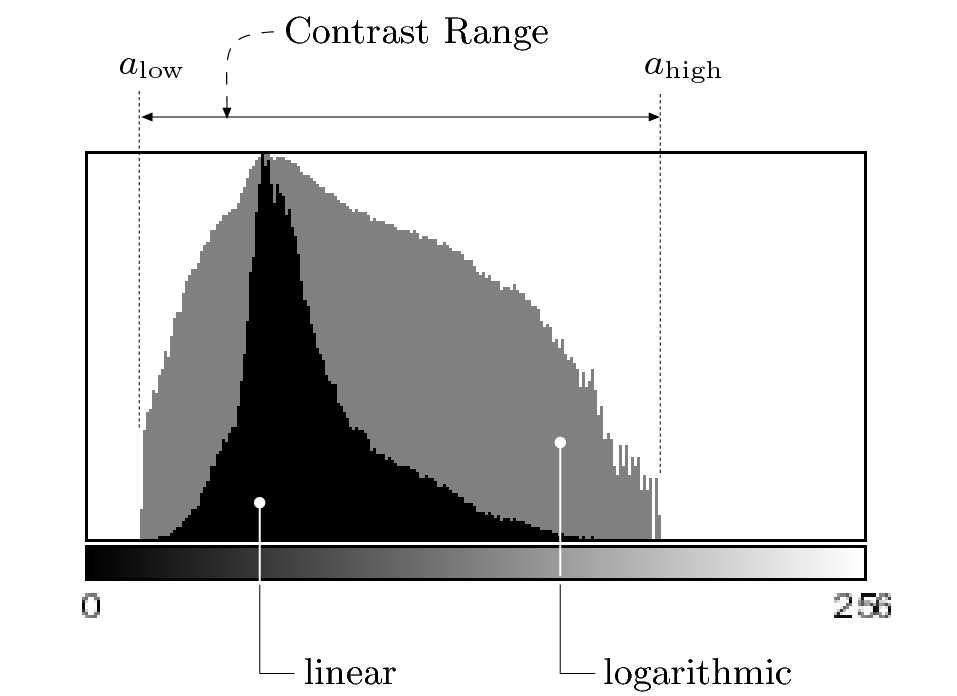 Contrast Range
a_low a_high
0 256
linear logarithmic